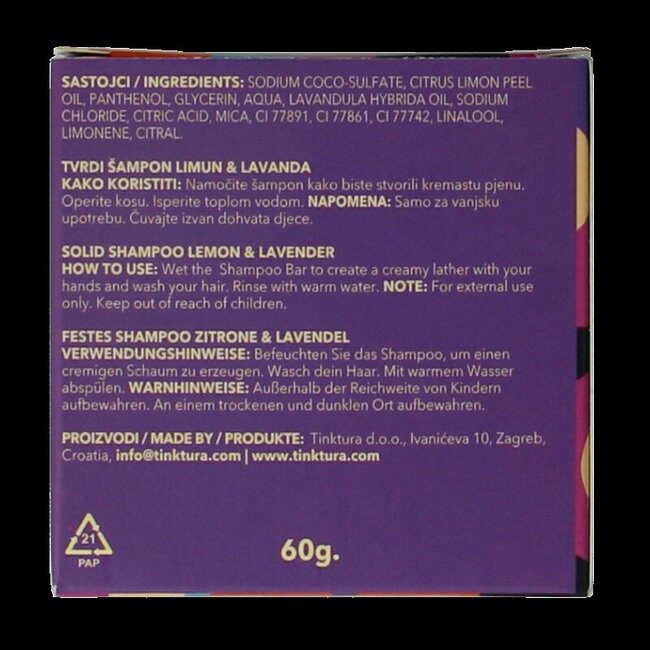 SASTOJCI / INGREDIENTS: SODIUM COCO-SULFATE, CITRUS LIMON PEEL
OIL, PANTHENOL, GLYCERIN, AQUA, LAVANDULA HYBRIDA OIL, SODIUM
CHLORIDE, CITRIC ACID, MICA, CI 77891, CI 77861, CI 77742, LINALOOL,
LIMONENE, CITRAL.
TVRDI ŠAMPON LIMUN & LAVANDA
KAKO KORISTITI: Namočite šampon kako biste stvorili kremastu pjenu.
Operite kosu. Isperite toplom vodom. NAPOMENA: Samo za vanjsku
upotrebu. Čuvajte izvan dohvata djece.
SOLID SHAMPOO LEMON & LAVENDER
HOW TO USE: Wet the Shampoo Bar to create a creamy lather with your
hands and wash your hair. Rinse with warm water. NOTE: For external use
only. Keep out of reach of children.
FESTES SHAMPOO ZITRONE & LAVENDEL
VERWENDUNGSHINWEISE: Befeuchten Sie das Shampoo, um einen
cremigen Schaum zu erzeugen. Wasch dein Haar. Mit warmem Wasser
abspülen. WARNHINWEISE: Außerhalb der Reichweite von Kindern
aufbewahren. An einem trockenen und dunklen Ort aufbewahren.
PROIZVODI / MADE BY / PRODUKTE: Tinktura d.o.o., Ivanićeva 10, Zagreb,
Croatia, info@tinktura.com | www.tinktura.com
21
PAP
60g.